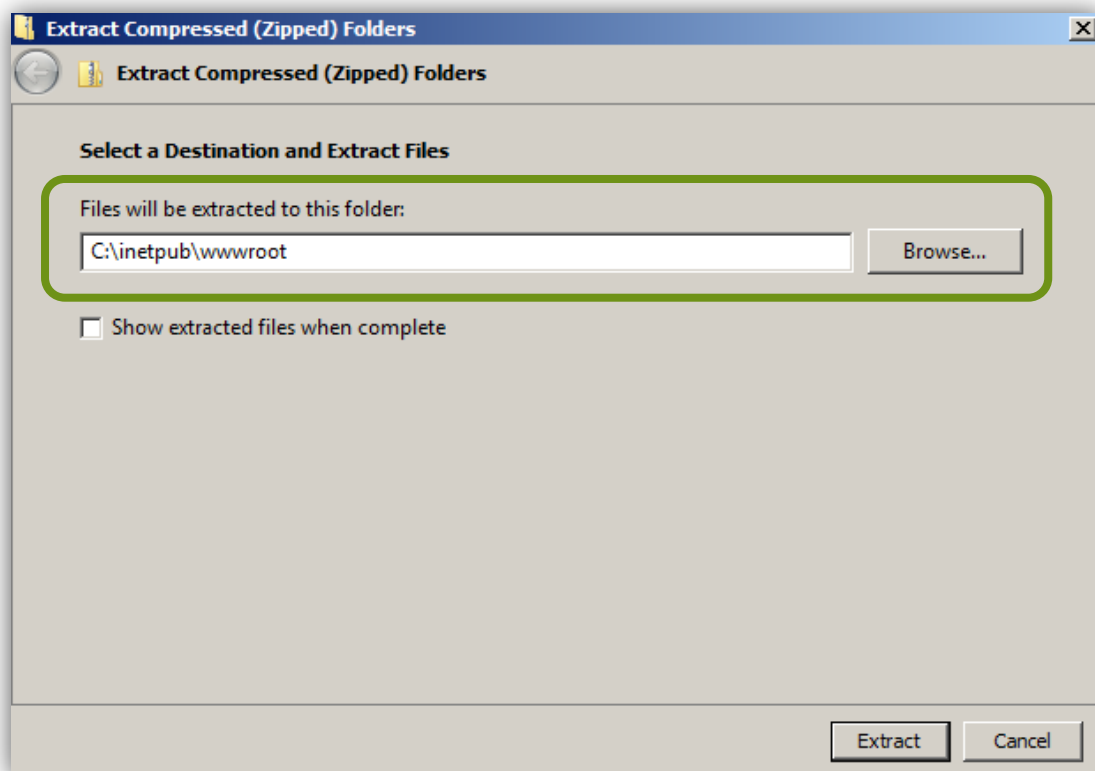 Extract Compressed (Zipped) Folders
Extract Compressed (Zipped) Folders
Select a Destination and Extract Files
Files will be extracted to this folder:
C:\inetpub\wwwroot Browse...
Show extracted files when complete
Extract Cancel